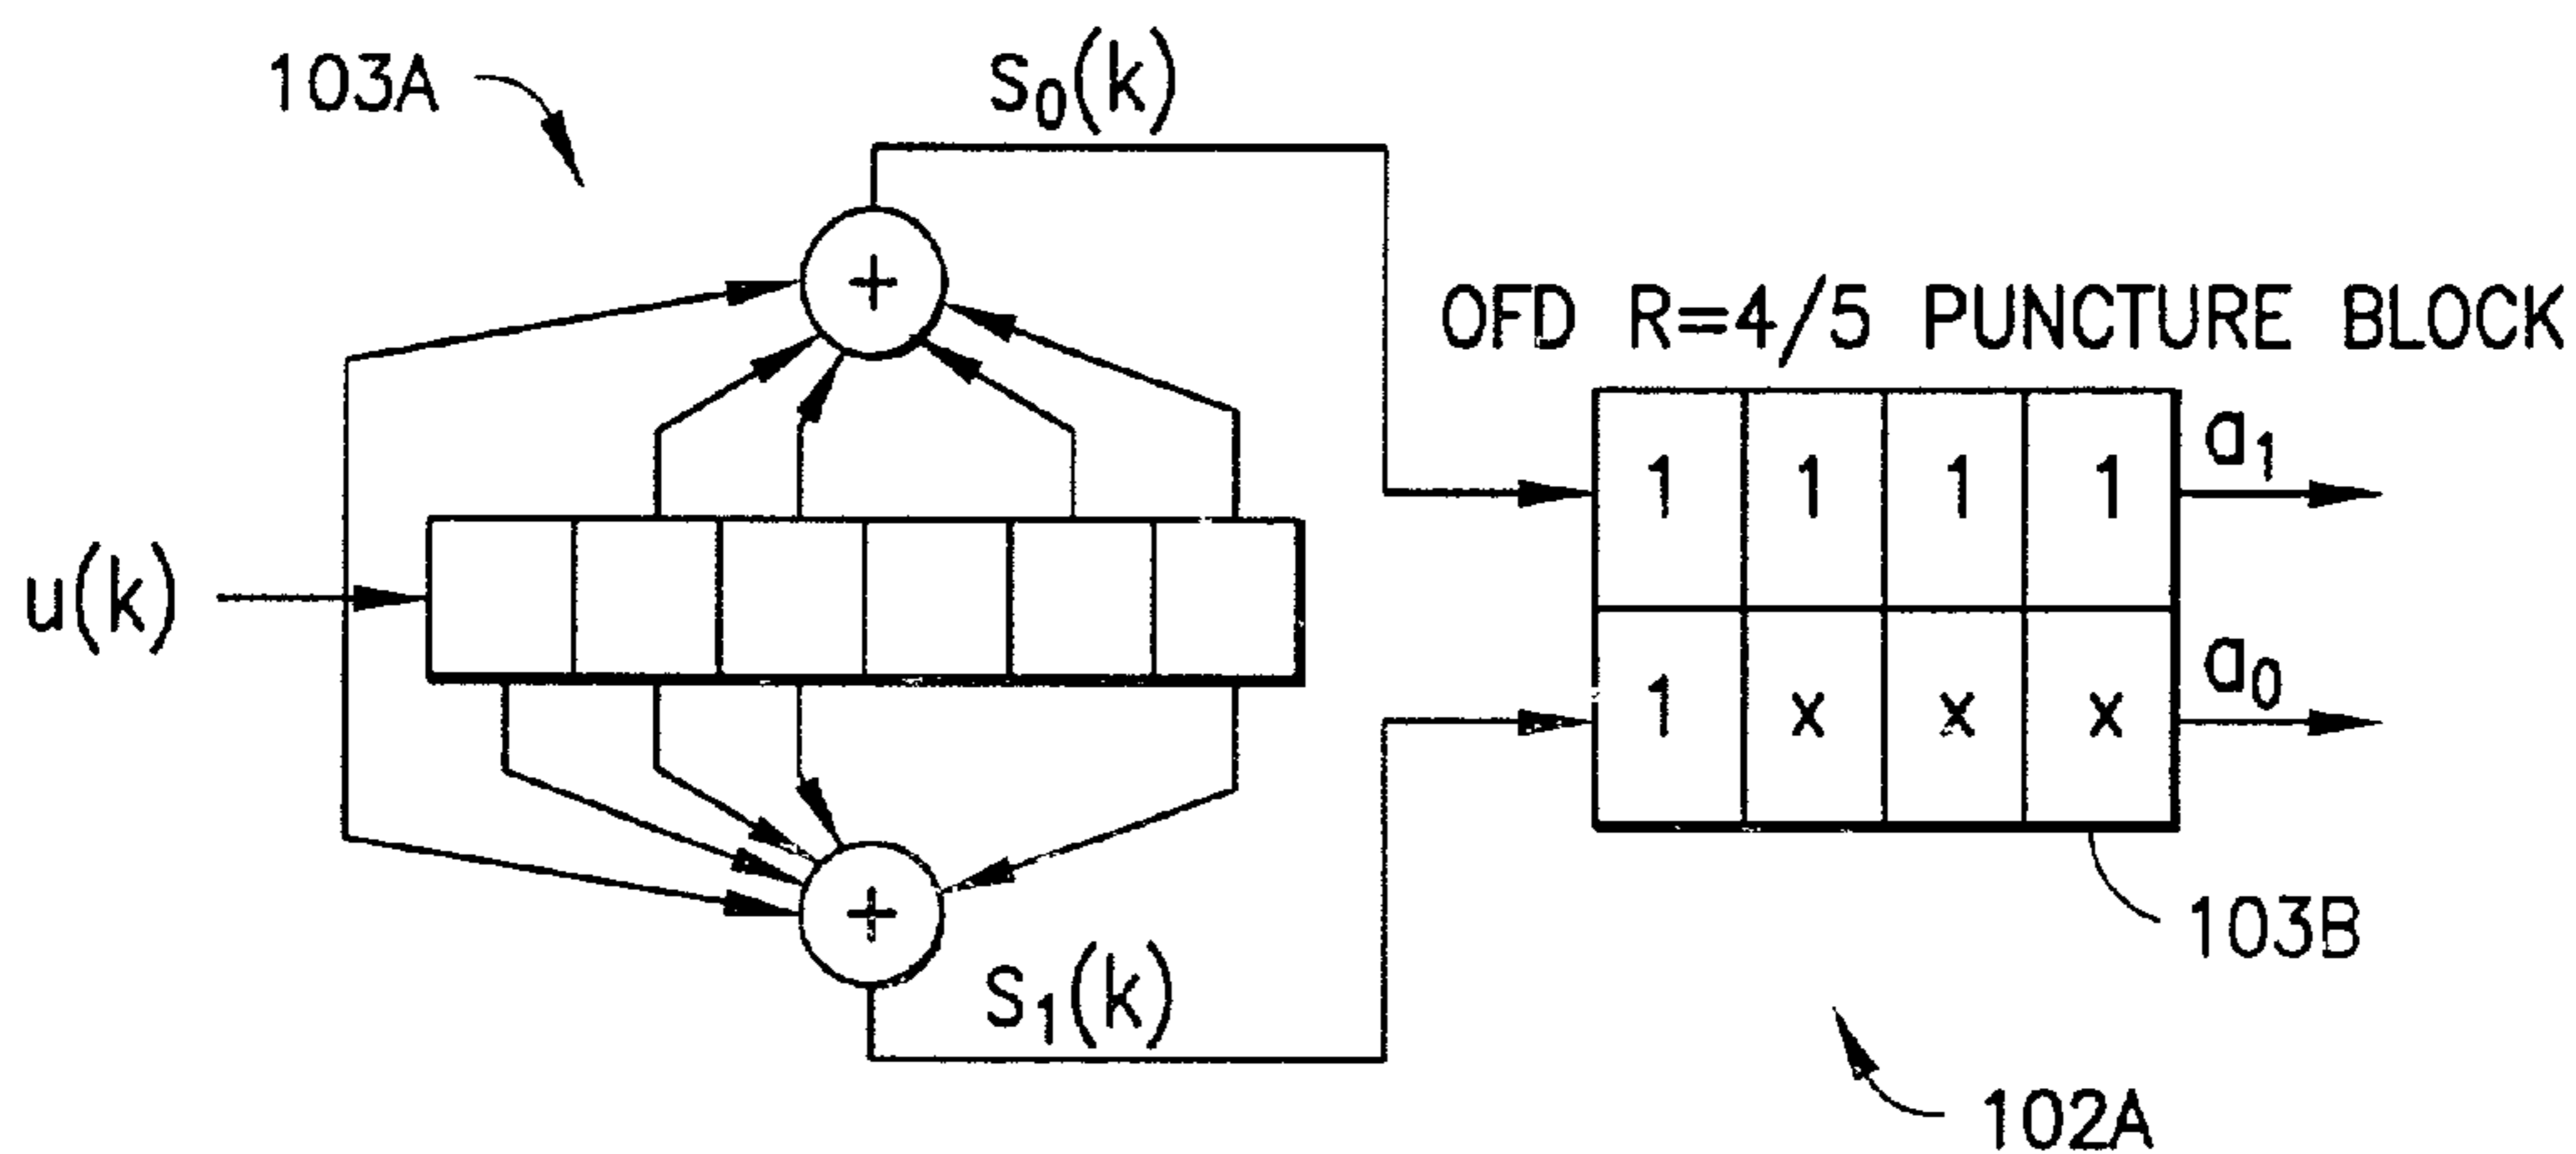 103A
S₀(k)
+
OFD R=4/5 PUNCTURE BLOCK
1 1 1 1 a₁
u(k)
1 x x x a₀
+
103B
S₁(k)
102A